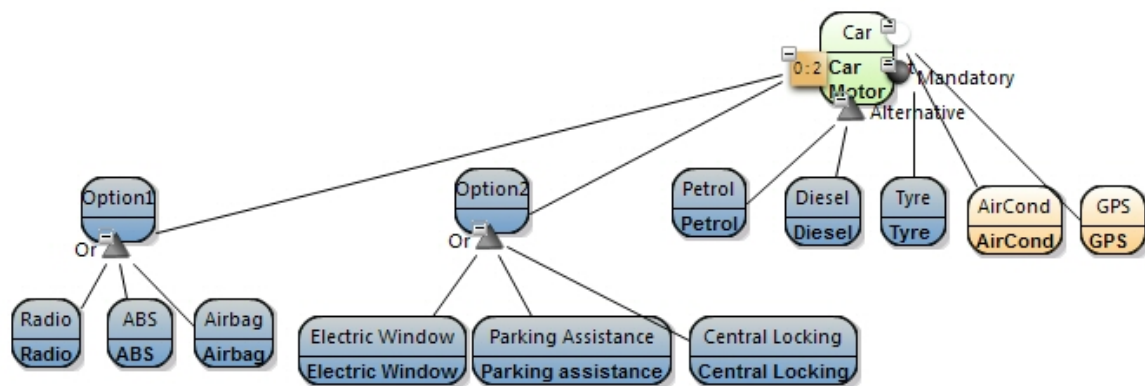 Car
0:2
Car
Motor
t
Mandatory
Alternative
Option1
Option2
Petrol
Petrol
Diesel
Diesel
Tyre
Tyre
AirCond
AirCond
GPS
GPS
Or
Or
Radio
Radio
ABS
ABS
Airbag
Airbag
Electric Window
Electric Window
Parking Assistance
Parking assistance
Central Locking
Central Locking